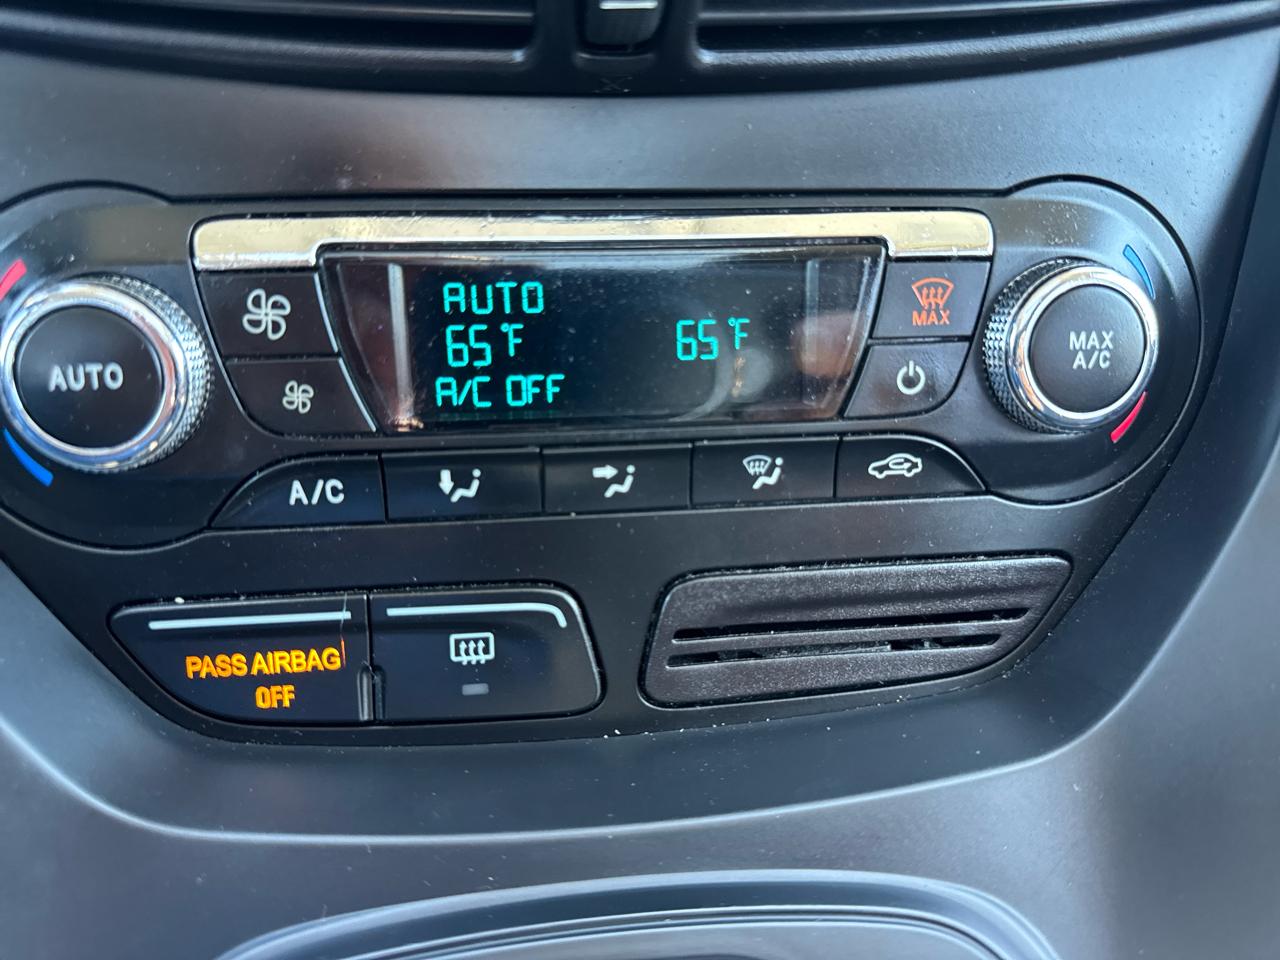 AUTO
AUTO
65°F 65°F
A/C OFF
MAX
MAX
A/C
A/C
PASS AIRBAG
OFF